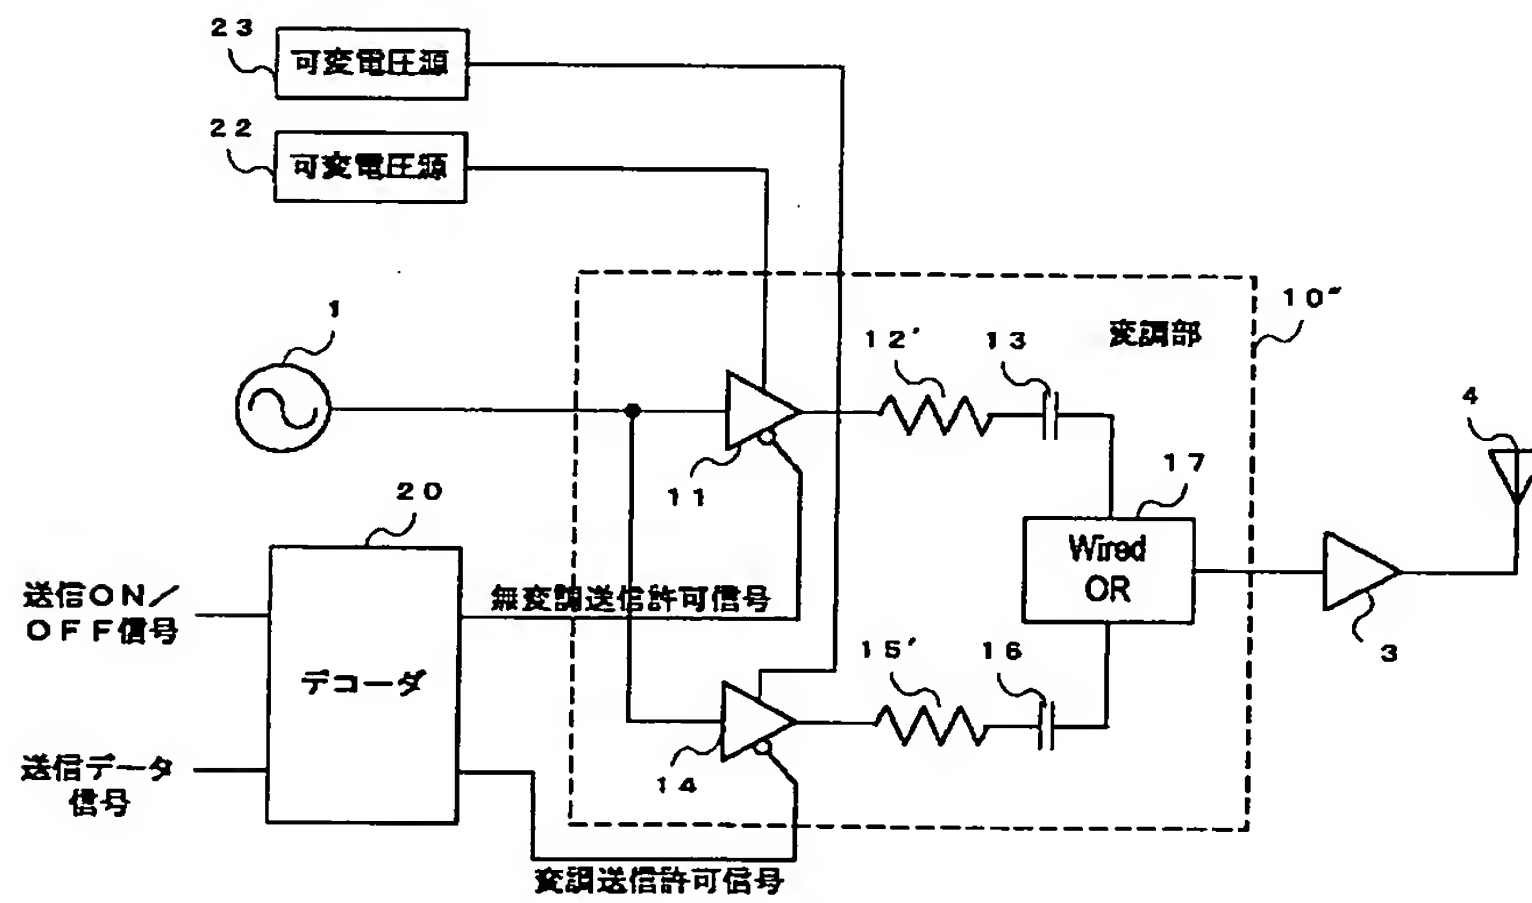 23
可変電圧源
22
可変電圧源
1
10"
変調部
12'
13
4
11
17
20
Wired
OR
送信ON/
OFF信号
無変調送信許可信号
15'
16
3
デコーダ
14
送信データ
信号
変調送信許可信号